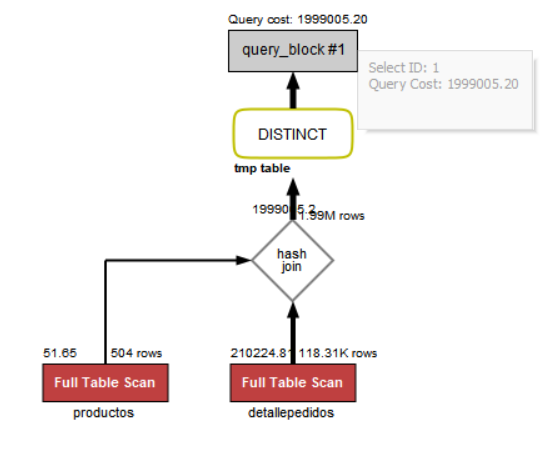 Query cost: 1999005.20
query_block #1
Select ID: 1
Query Cost: 1999005.20
DISTINCT
tmp table
1999005.2
1.99M rows
hash
join
51.65
504 rows
210224.81
118.31K rows
Full Table Scan
Full Table Scan
productos
detallepedidos